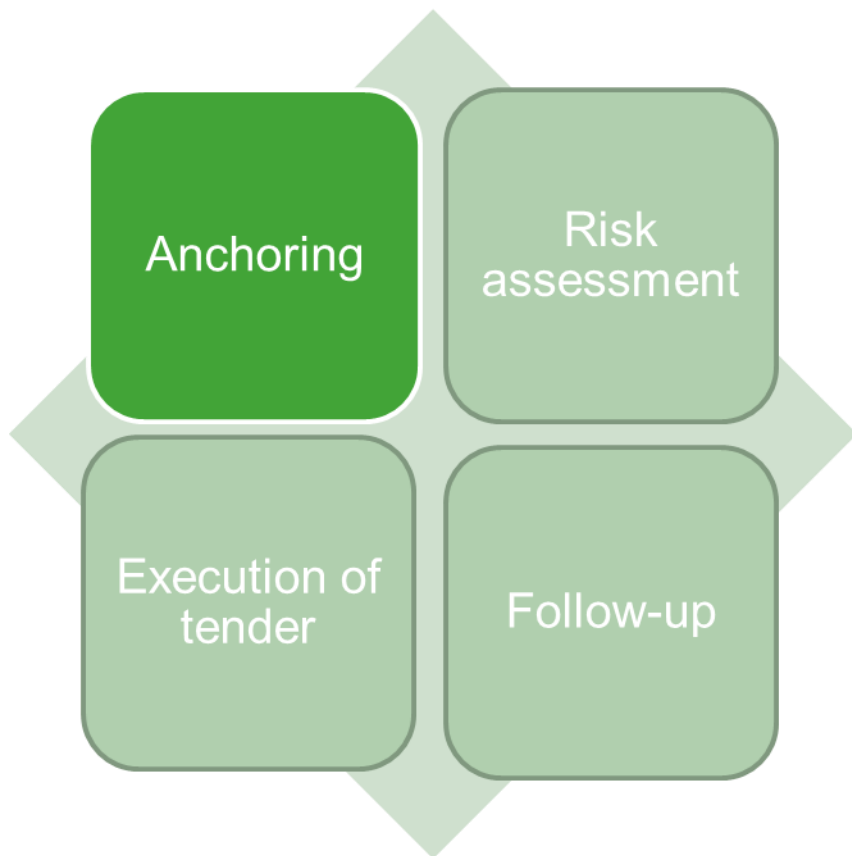 Anchoring
Risk
assessment
Execution of
tender
Follow-up